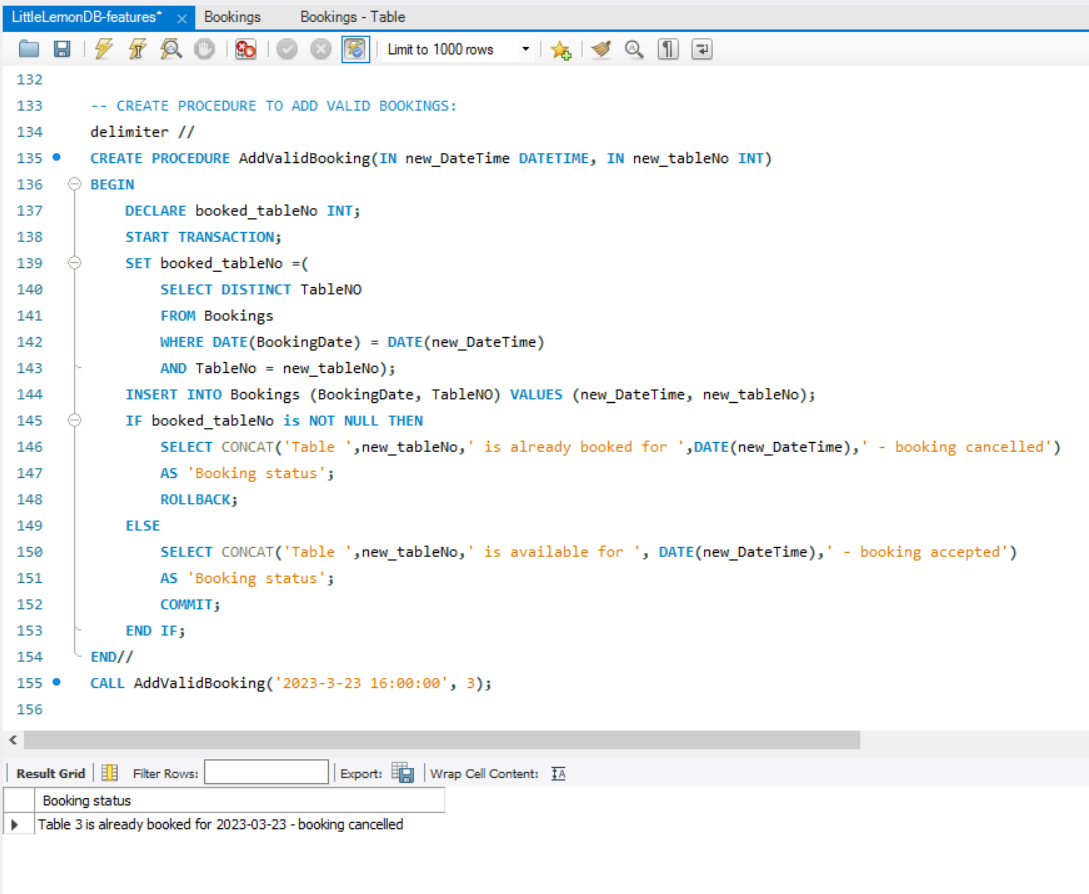 LittleLemonDB-features* × Bookings Bookings - Table
Limit to 1000 rows
132
133 -- CREATE PROCEDURE TO ADD VALID BOOKINGS:
134 delimiter //
135 CREATE PROCEDURE AddValidBooking(IN new_DateTime DATETIME, IN new_tableNo INT)
136 BEGIN
137 DECLARE booked_tableNo INT;
138 START TRANSACTION;
139 SET booked_tableNo =(
140 SELECT DISTINCT TableNO
141 FROM Bookings
142 WHERE DATE(BookingDate) = DATE(new_DateTime)
143 AND TableNo = new_tableNo);
144 INSERT INTO Bookings (BookingDate, TableNO) VALUES (new_DateTime, new_tableNo);
145 IF booked_tableNo is NOT NULL THEN
146 SELECT CONCAT('Table ',new_tableNo,' is already booked for ',DATE(new_DateTime),' - booking cancelled')
147 AS 'Booking status';
148 ROLLBACK;
149 ELSE
150 SELECT CONCAT('Table ',new_tableNo,' is available for ', DATE(new_DateTime),' - booking accepted')
151 AS 'Booking status';
152 COMMIT;
153 END IF;
154 END//
155 CALL AddValidBooking('2023-3-23 16:00:00', 3);
156
Result Grid Filter Rows: Export: Wrap Cell Content:
Booking status
Table 3 is already booked for 2023-03-23 - booking cancelled